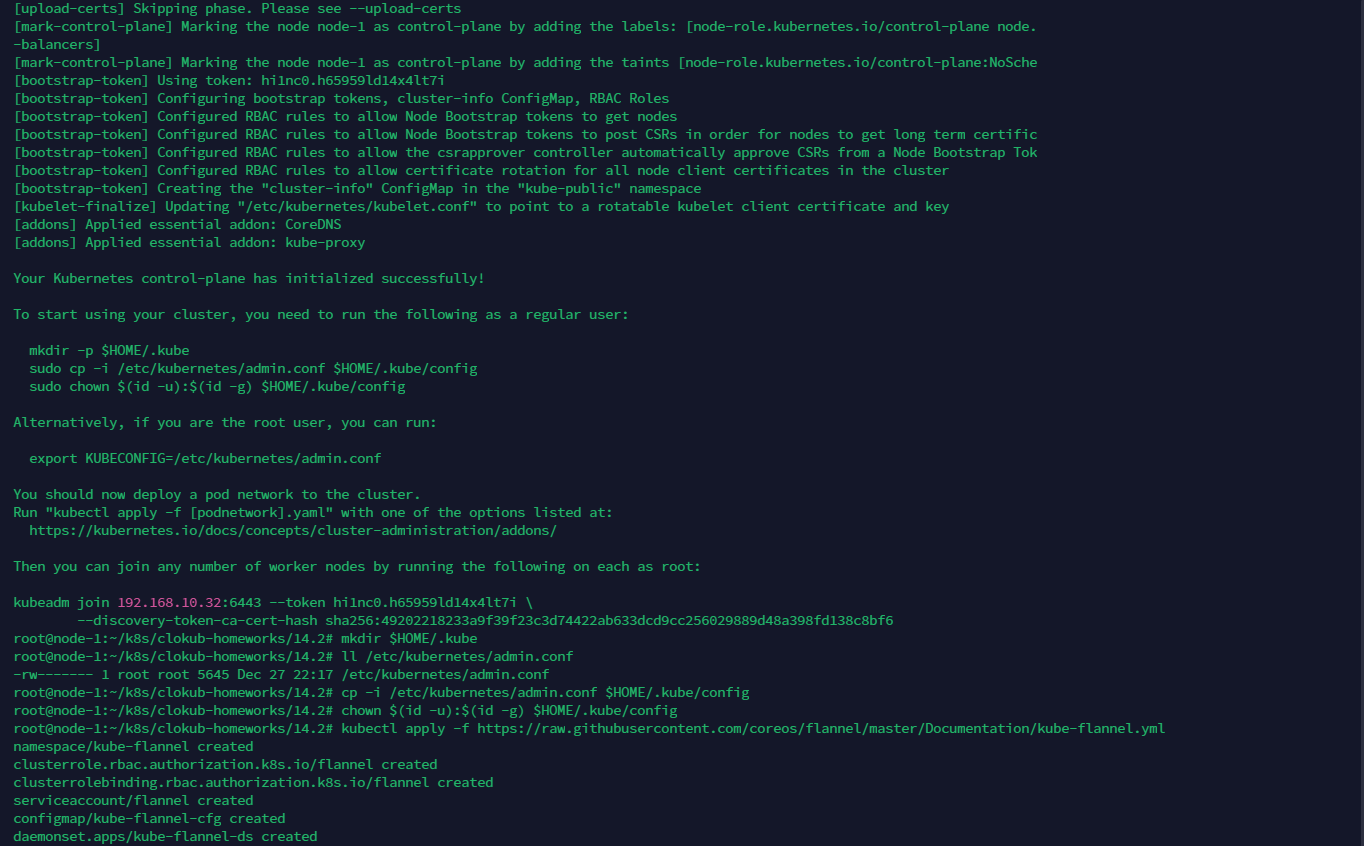 [upload-certs] Skipping phase. Please see --upload-certs
[mark-control-plane] Marking the node node-1 as control-plane by adding the labels: [node-role.kubernetes.io/control-plane node.
-balancers]
[mark-control-plane] Marking the node node-1 as control-plane by adding the taints [node-role.kubernetes.io/control-plane:NoSche
[bootstrap-token] Using token: hi1nc0.h65959ld14x4lt7i
[bootstrap-token] Configuring bootstrap tokens, cluster-info ConfigMap, RBAC Roles
[bootstrap-token] Configured RBAC rules to allow Node Bootstrap tokens to get nodes
[bootstrap-token] Configured RBAC rules to allow Node Bootstrap tokens to post CSRs in order for nodes to get long term certific
[bootstrap-token] Configured RBAC rules to allow the csrapprover controller automatically approve CSRs from a Node Bootstrap Tok
[bootstrap-token] Configured RBAC rules to allow certificate rotation for all node client certificates in the cluster
[bootstrap-token] Creating the "cluster-info" ConfigMap in the "kube-public" namespace
[kubelet-finalize] Updating "/etc/kubernetes/kubelet.conf" to point to a rotatable kubelet client certificate and key
[addons] Applied essential addon: CoreDNS
[addons] Applied essential addon: kube-proxy
Your Kubernetes control-plane has initialized successfully!
To start using your cluster, you need to run the following as a regular user:
mkdir -p $HOME/.kube
sudo cp -i /etc/kubernetes/admin.conf $HOME/.kube/config
sudo chown $(id -u):$(id -g) $HOME/.kube/config
Alternatively, if you are the root user, you can run:
export KUBECONFIG=/etc/kubernetes/admin.conf
You should now deploy a pod network to the cluster.
Run "kubectl apply -f [podnetwork].yaml" with one of the options listed at:
https://kubernetes.io/docs/concepts/cluster-administration/addons/
Then you can join any number of worker nodes by running the following on each as root:
kubeadm join 192.168.10.32:6443 --token hi1nc0.h65959ld14x4lt7i \
--discovery-token-ca-cert-hash sha256:49202218233a9f39f23c3d74422ab633dcd9cc256029889d48a398fd138c8bf6
root@node-1:~/k8s/clokub-homeworks/14.2# mkdir $HOME/.kube
root@node-1:~/k8s/clokub-homeworks/14.2# ll /etc/kubernetes/admin.conf
-rw------- 1 root root 5645 Dec 27 22:17 /etc/kubernetes/admin.conf
root@node-1:~/k8s/clokub-homeworks/14.2# cp -i /etc/kubernetes/admin.conf $HOME/.kube/config
root@node-1:~/k8s/clokub-homeworks/14.2# chown $(id -u):$(id -g) $HOME/.kube/config
root@node-1:~/k8s/clokub-homeworks/14.2# kubectl apply -f https://raw.githubusercontent.com/coreos/flannel/master/Documentation/kube-flannel.yml
namespace/kube-flannel created
clusterrole.rbac.authorization.k8s.io/flannel created
clusterrolebinding.rbac.authorization.k8s.io/flannel created
serviceaccount/flannel created
configmap/kube-flannel-cfg created
daemonset.apps/kube-flannel-ds created